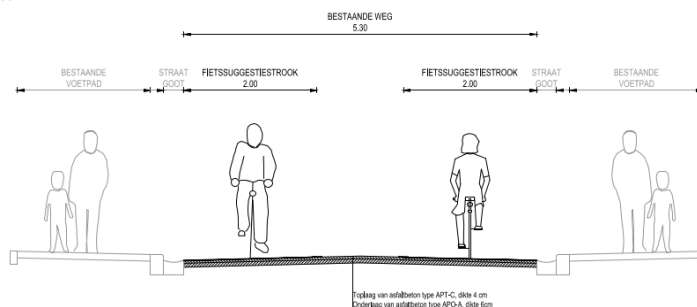 BESTAANDE WEG
5.30
BESTAANDE
VOETPAD
STRAAT
GOOT
FIETSSUGGESTIESTROOK
2.00
FIETSSUGGESTIESTROOK
2.00
STRAAT
GOOT
BESTAANDE
VOETPAD
Toplaag van asfaltbeton type APT-C, dikte 4 cm
Onderlaag van asfaltbeton type APO-A, dikte 6cm